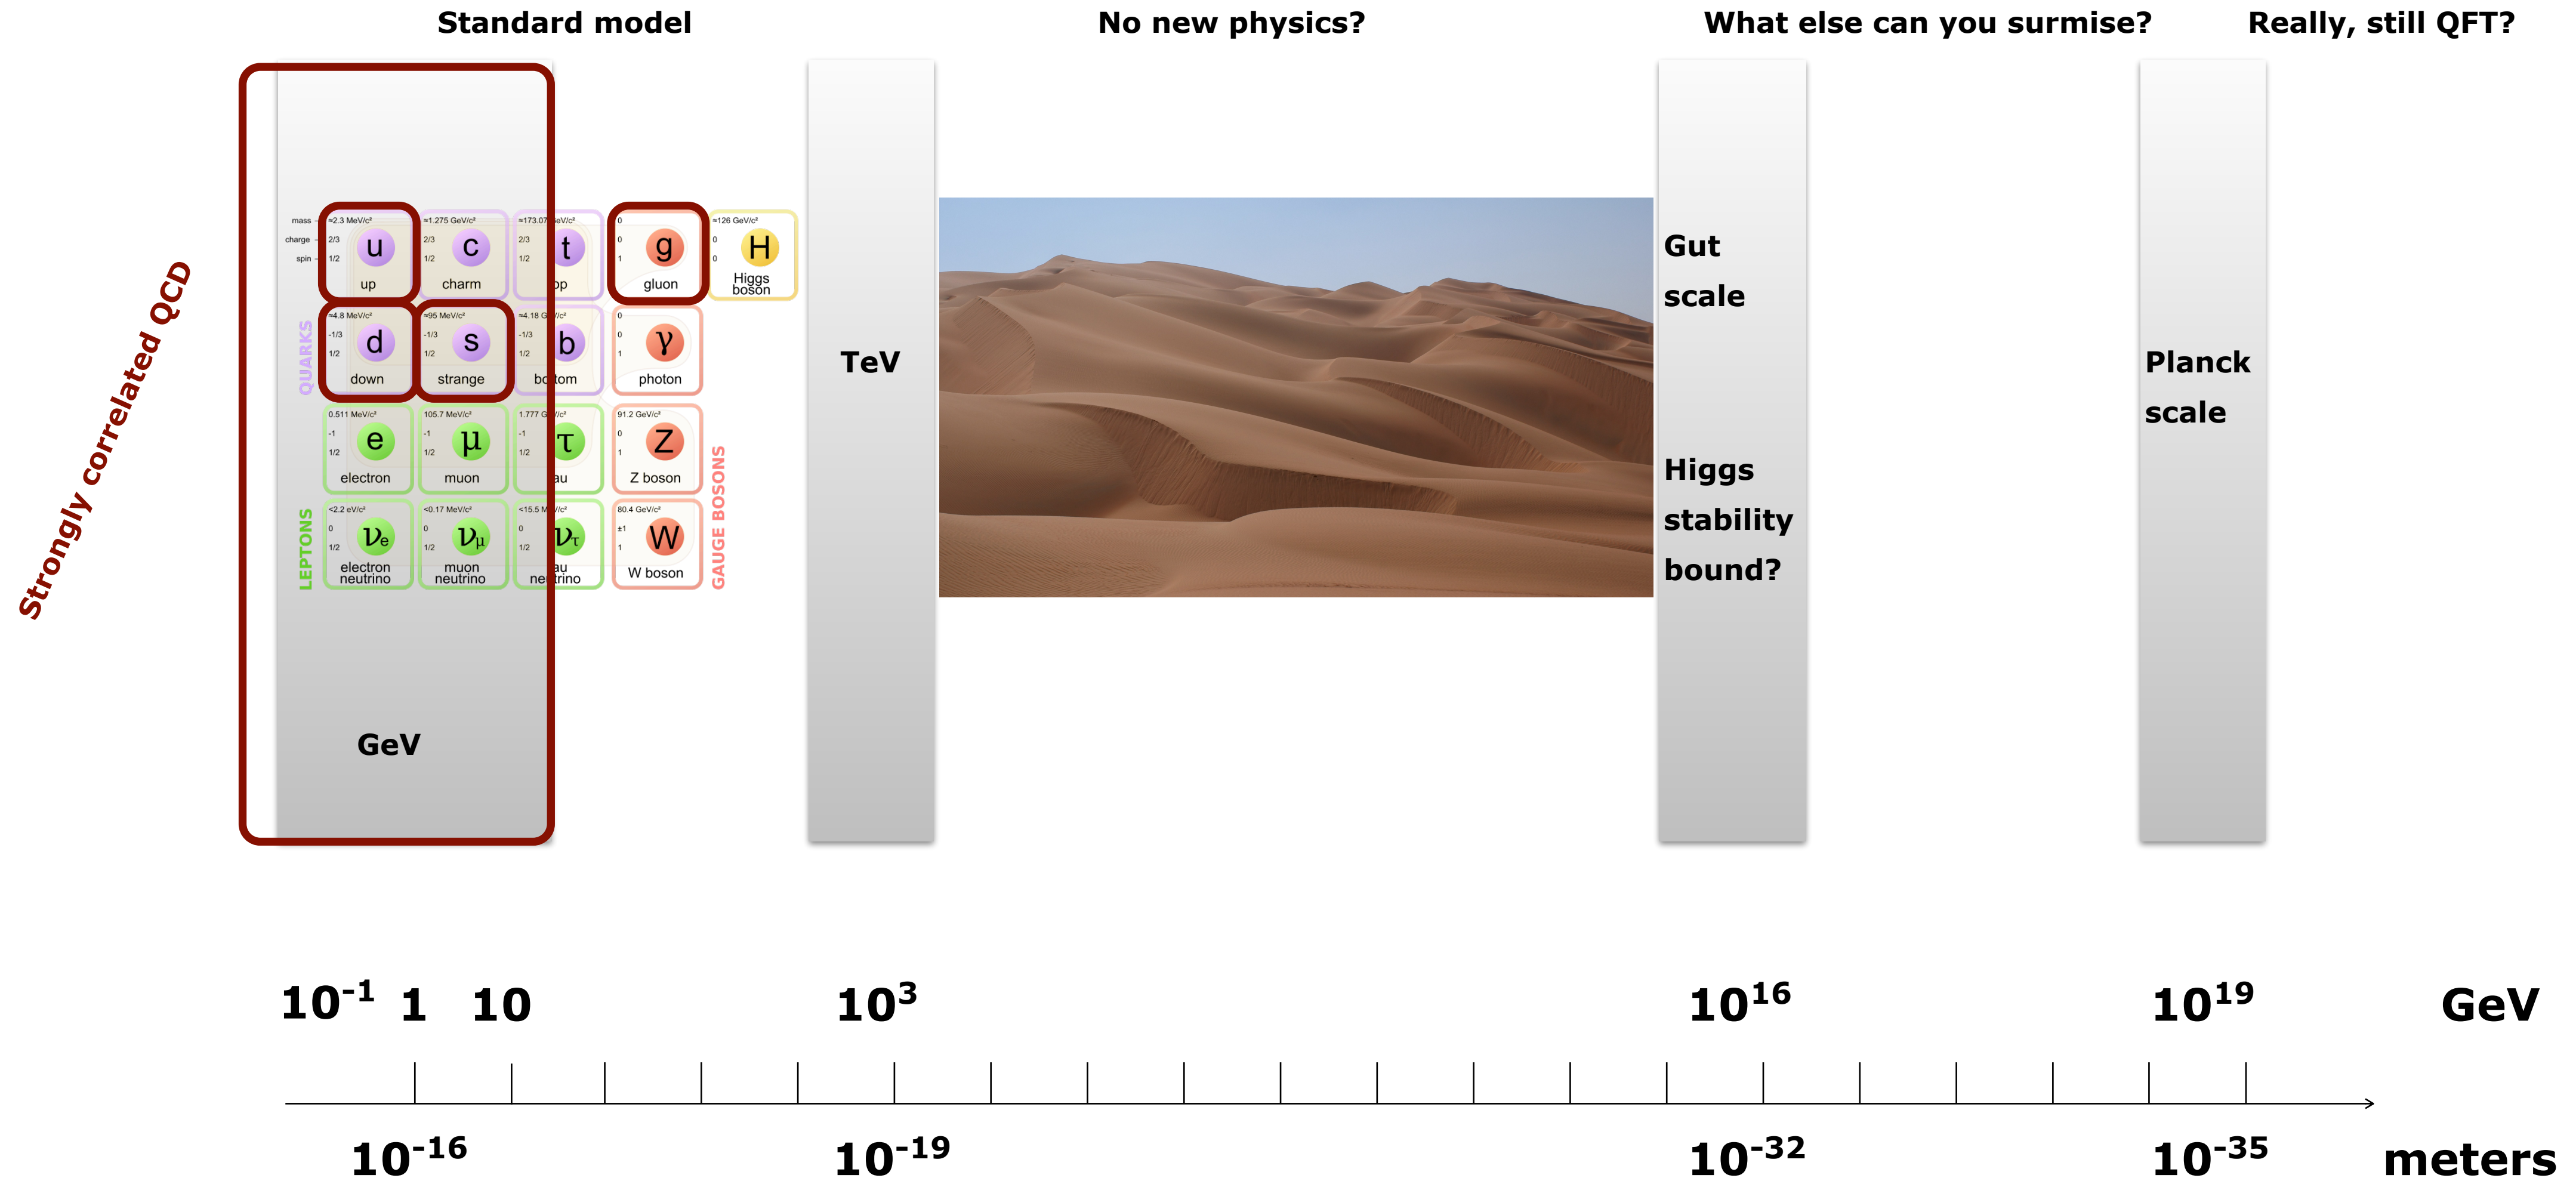 Standard model
No new physics?
What else can you surmise?
Really, still QFT?
Strongly correlated QCD
mass
charge
spin
QUARKS
LEPTONS
GAUGE BOSONS
≈2.3 MeV/c²
2/3
1/2
u
up
≈1.275 GeV/c²
2/3
1/2
c
charm
2/3
1/2
t
0
0
1
g
gluon
≈126 GeV/c²
0
0
H
Higgs
boson
≈4.8 MeV/c²
-1/3
1/2
d
down
≈95 MeV/c²
-1/3
1/2
s
strange
-1/3
1/2
b
bottom
0
0
1
γ
photon
0.511 MeV/c²
-1
1/2
e
electron
105.7 MeV/c²
-1
1/2
μ
muon
-1
1/2
τ
au
91.2 GeV/c²
0
1
Z
Z boson
<2.2 eV/c²
0
1/2
νe
electron
neutrino
<0.17 MeV/c²
0
1/2
νμ
muon
neutrino
0
1/2
ντ
au
neutrino
80.4 GeV/c²
±1
1
W
W boson
GeV
TeV
Gut
scale
Higgs
stability
bound?
Planck
scale
10⁻¹ 1 10 10³ 10¹⁶ 10¹⁹ GeV
10⁻¹⁶ 10⁻¹⁹ 10⁻³² 10⁻³⁵ meters